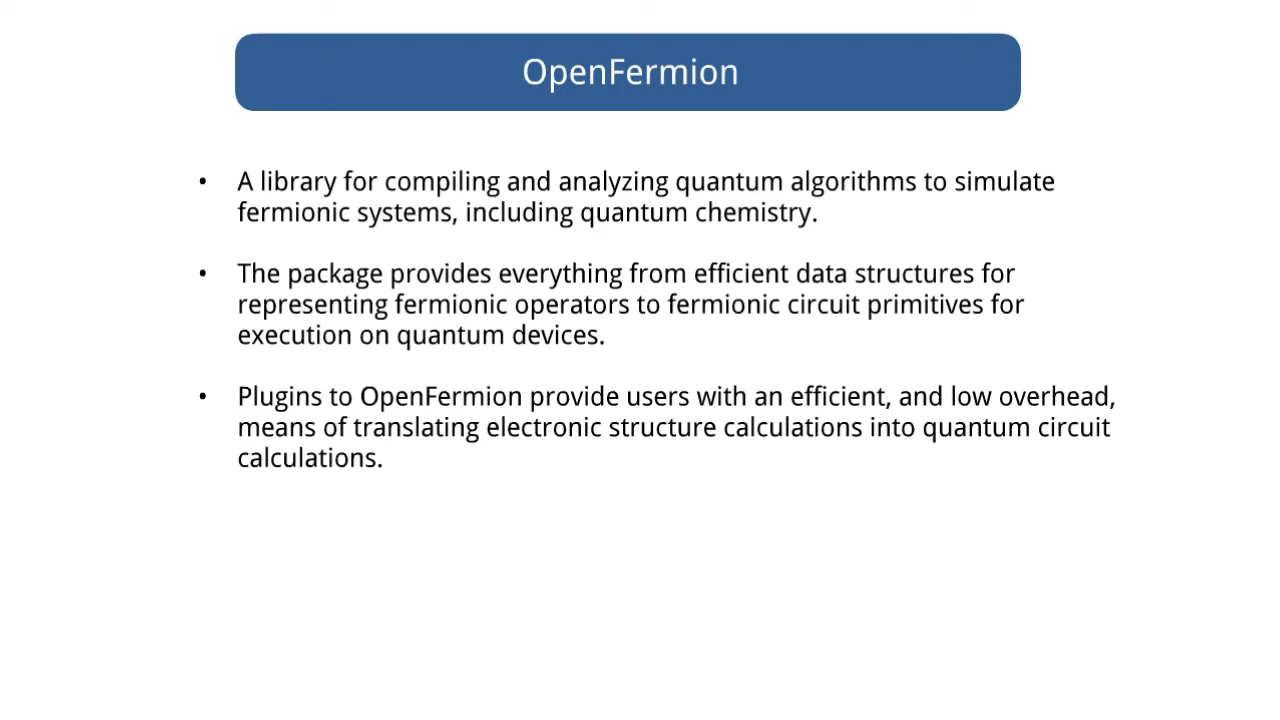 OpenFermion
• A library for compiling and analyzing quantum algorithms to simulate
fermionic systems, including quantum chemistry.
• The package provides everything from efficient data structures for
representing fermionic operators to fermionic circuit primitives for
execution on quantum devices.
• Plugins to OpenFermion provide users with an efficient, and low overhead,
means of translating electronic structure calculations into quantum circuit
calculations.